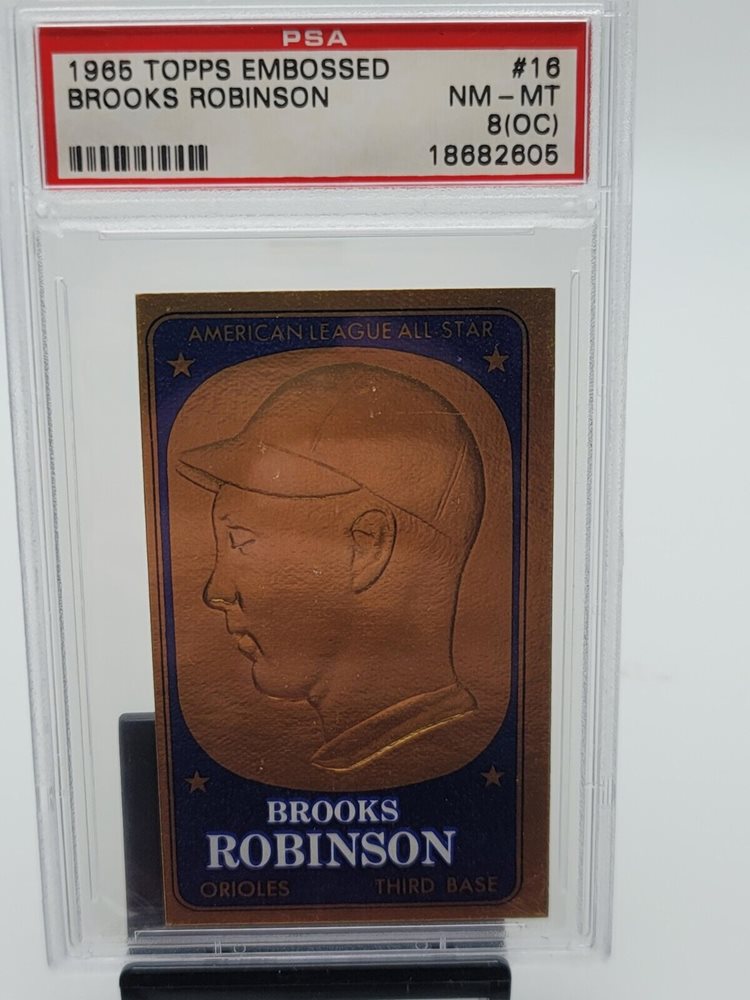 PSA
1965 TOPPS EMBOSSED #16
BROOKS ROBINSON NM-MT
8(OC)
18682605
AMERICAN LEAGUE ALL-STAR
BROOKS
ROBINSON
ORIOLES THIRD BASE